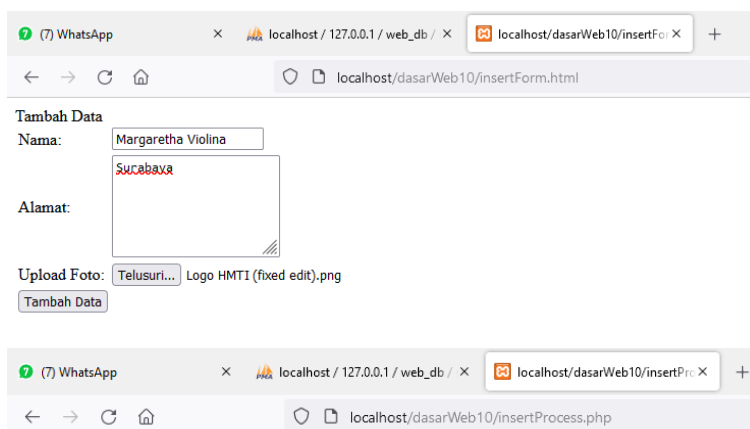 (7) WhatsApp × localhost / 127.0.0.1 / web_db / × localhost/dasarWeb10/insertFor × +
localhost/dasarWeb10/insertForm.html
Tambah Data
Nama: Margaretha Violina
Surabaya
Alamat:
Upload Foto: Telusuri... Logo HMTI (fixed edit).png
Tambah Data
(7) WhatsApp × localhost / 127.0.0.1 / web_db / × localhost/dasarWeb10/insertPro × +
localhost/dasarWeb10/insertProcess.php